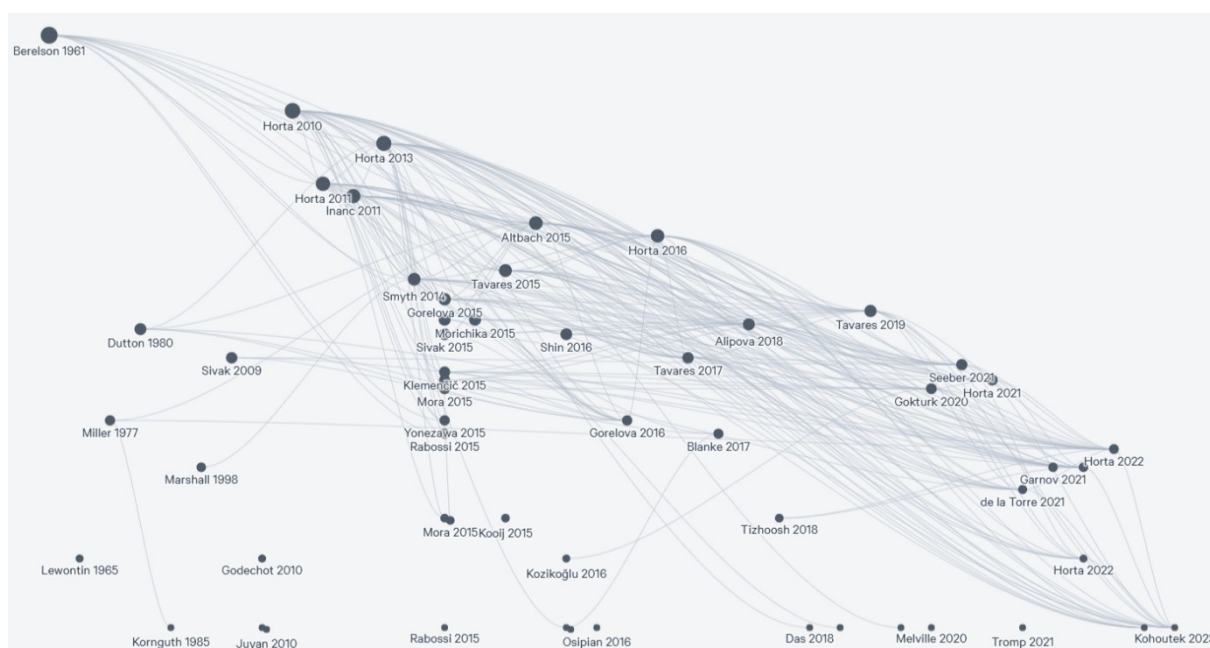 Berelson 1961
Horta 2010
Horta 2013
Horta 2011
Inanc 2011
Altbach 2015
Horta 2016
Tavares 2015
Smyth 2014
Gorelova 2015
Tavares 2019
Morichika 2015
Dutton 1980
Alipova 2018
Sivak 2015
Shin 2016
Sivak 2009
Tavares 2017
Seeber 2021
Klemenčič 2015
Horta 2021
Mora 2015
Gokturk 2020
Miller 1977
Yonezawa 2015
Gorelova 2016
Rabossi 2015
Blanke 2017
Horta 2022
Marshall 1998
Garnov 2021
de la Torre 2021
Mora 2015
Kooij 2015
Tizhoosh 2018
Lewontin 1965
Godechot 2010
Kozikoğlu 2016
Horta 2022
Kornguth 1985
Juyan 2010
Rabossi 2015
Osipian 2016
Das 2018
Melville 2020
Tromp 2021
Kohoutek